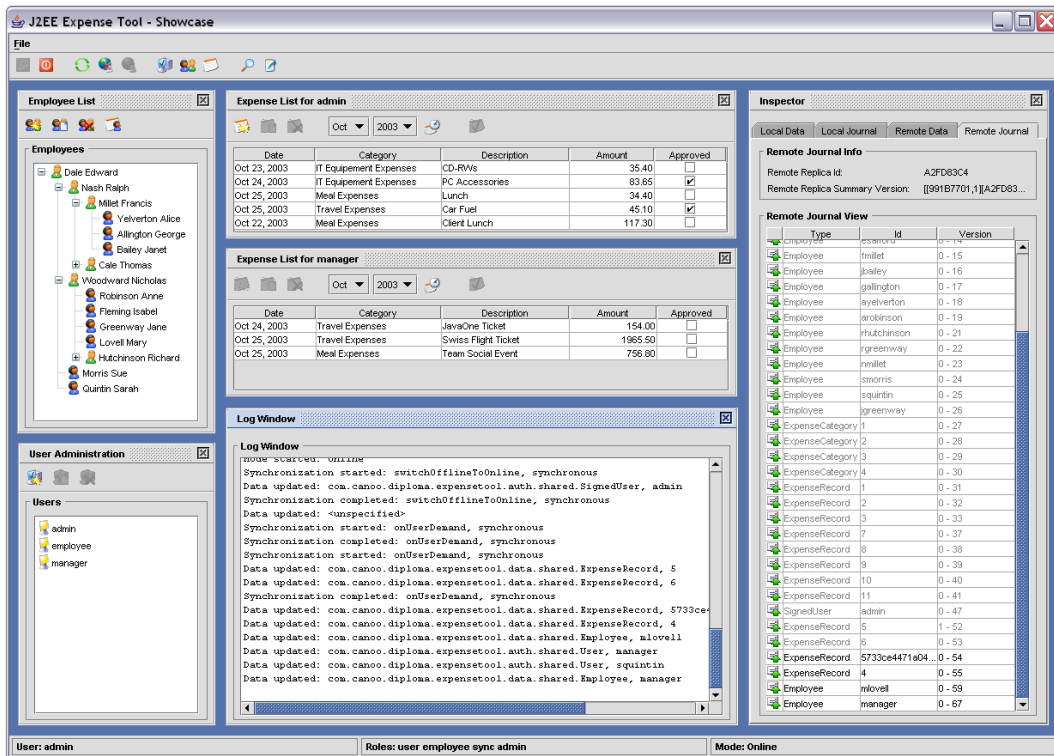 J2EE Expense Tool - Showcase
File
Employee List
Employees
Dale Edward
Nash Ralph
Millet Francis
Yelverton Alice
Allington George
Bailey Janet
Cale Thomas
Woodward Nicholas
Robinson Anne
Fleming Isabel
Greenway Jane
Lovell Mary
Hutchinson Richard
Morris Sue
Quintin Sarah
User Administration
Users
admin
employee
manager
Expense List for admin
Oct 2003
Date Category Description Amount Approved
Oct 23, 2003 IT Equipement Expenses CD-RWs 35.40
Oct 24, 2003 IT Equipement Expenses PC Accessories 83.65
Oct 25, 2003 Meal Expenses Lunch 34.40
Oct 25, 2003 Travel Expenses Car Fuel 45.10
Oct 22, 2003 Meal Expenses Client Lunch 117.30
Expense List for manager
Oct 2003
Date Category Description Amount Approved
Oct 24, 2003 Travel Expenses JavaOne Ticket 154.00
Oct 25, 2003 Travel Expenses Swiss Flight Ticket 1965.50
Oct 25, 2003 Meal Expenses Team Social Event 756.80
Log Window
Log Window
Mode started: online
Synchronization started: switchOfflineToOnline, synchronous
Data updated: com.canoo.diploma.expensetool.auth.shared.SignedUser, admin
Synchronization completed: switchOfflineToOnline, synchronous
Data updated: <unspecified>
Synchronization started: onUserDemand, synchronous
Synchronization completed: onUserDemand, synchronous
Synchronization started: onUserDemand, synchronous
Data updated: com.canoo.diploma.expensetool.data.shared.ExpenseRecord, 5
Data updated: com.canoo.diploma.expensetool.data.shared.ExpenseRecord, 6
Synchronization completed: onUserDemand, synchronous
Data updated: com.canoo.diploma.expensetool.data.shared.ExpenseRecord, 5733ce
Data updated: com.canoo.diploma.expensetool.data.shared.ExpenseRecord, 4
Data updated: com.canoo.diploma.expensetool.data.shared.Employee, mlovell
Data updated: com.canoo.diploma.expensetool.auth.shared.User, manager
Data updated: com.canoo.diploma.expensetool.auth.shared.User, squintin
Data updated: com.canoo.diploma.expensetool.data.shared.Employee, manager
Inspector
Local Data Local Journal Remote Data Remote Journal
Remote Journal Info
Remote Replica Id: A2FD83C4
Remote Replica Summary Version: [[991B7701,1][A2FD83...
Remote Journal View
Type Id Version
Employee esalford 0 - 14
Employee fmillet 0 - 15
Employee jbailey 0 - 16
Employee gallington 0 - 17
Employee ayelverton 0 - 18
Employee arobinson 0 - 19
Employee rhutchinson 0 - 21
Employee rgreenway 0 - 22
Employee nmillet 0 - 23
Employee smorris 0 - 24
Employee squintin 0 - 25
Employee jgreenway 0 - 26
ExpenseCategory 1 0 - 27
ExpenseCategory 2 0 - 28
ExpenseCategory 3 0 - 29
ExpenseCategory 4 0 - 30
ExpenseRecord 1 0 - 31
ExpenseRecord 2 0 - 32
ExpenseRecord 3 0 - 33
ExpenseRecord 7 0 - 37
ExpenseRecord 8 0 - 38
ExpenseRecord 9 0 - 39
ExpenseRecord 10 0 - 40
ExpenseRecord 11 0 - 41
SignedUser admin 0 - 47
ExpenseRecord 5 1 - 52
ExpenseRecord 6 0 - 53
ExpenseRecord 5733ce4471a04... 0 - 54
ExpenseRecord 4 0 - 55
Employee mlovell 0 - 59
Employee manager 0 - 67
User: admin
Roles: user employee sync admin
Mode: Online